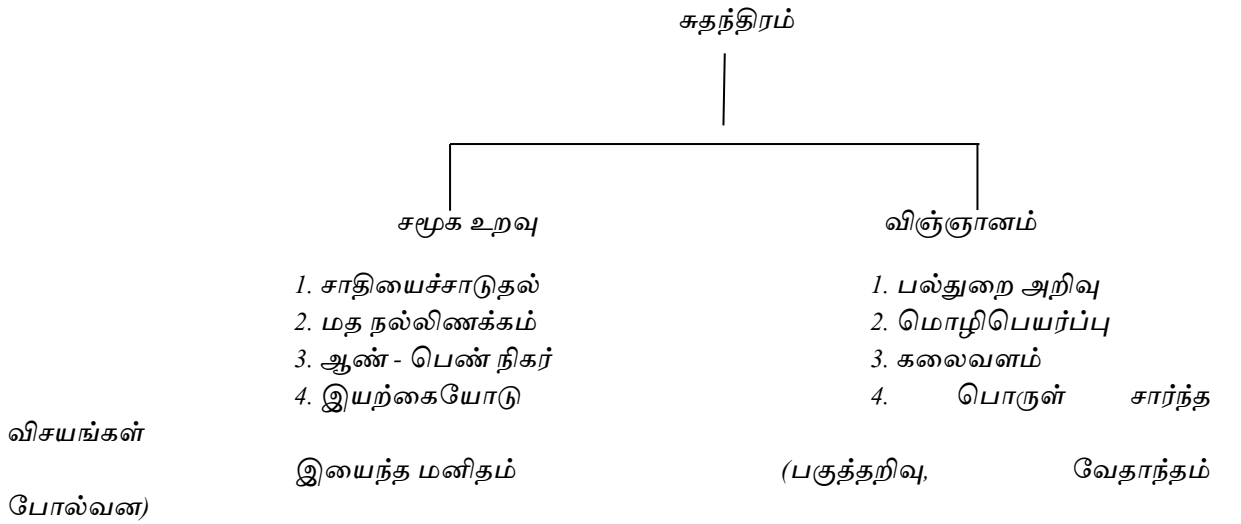 சுதந்திரம்
சமூக உறவு விஞ்ஞானம்
1. சாதியைச்சாடுதல் 1. பல்துறை அறிவு
2. மத நல்லிணக்கம் 2. மொழிபெயர்ப்பு
3. ஆண் - பெண் நிகர் 3. கலைவளம்
4. இயற்கையோடு 4. பொருள் சார்ந்த
விசயங்கள்
இயைந்த மனிதம் (பகுத்தறிவு, வேதாந்தம்
போல்வன)